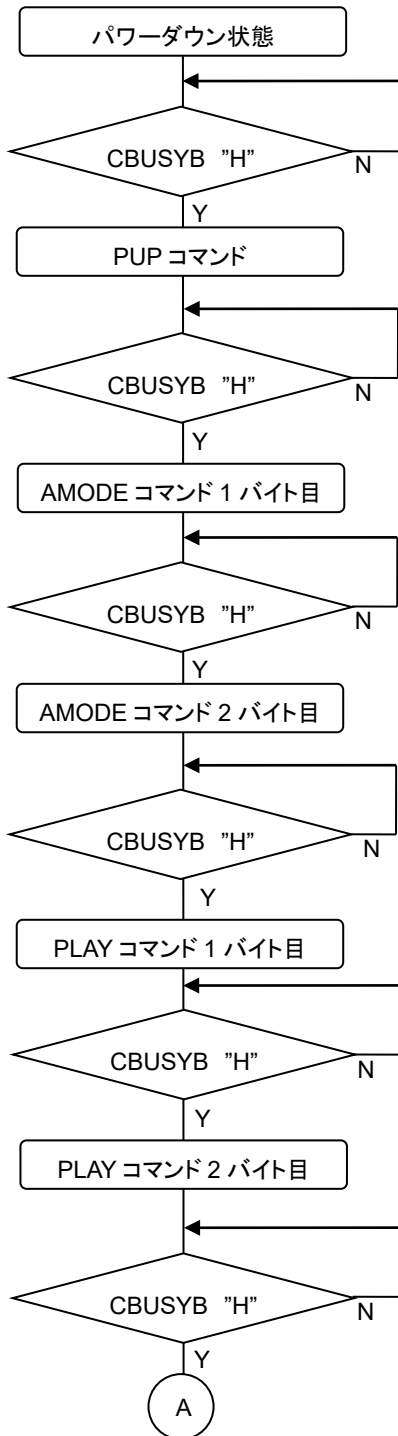 パワーダウン状態
CBUSYB ”H”
N
Y
PUP コマンド
CBUSYB ”H”
N
Y
AMODE コマンド 1 バイト目
CBUSYB ”H”
N
Y
AMODE コマンド 2 バイト目
CBUSYB ”H”
N
Y
PLAY コマンド 1 バイト目
CBUSYB ”H”
N
Y
PLAY コマンド 2 バイト目
CBUSYB ”H”
N
Y
A